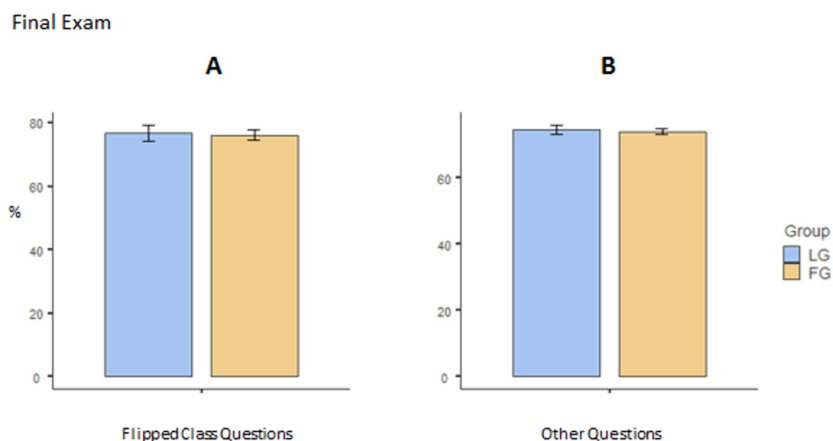 Final Exam
A
B
80
60
40
20
0
%
60
40
20
0
Group
LG
FG
Flipped Class Questions
Other Questions